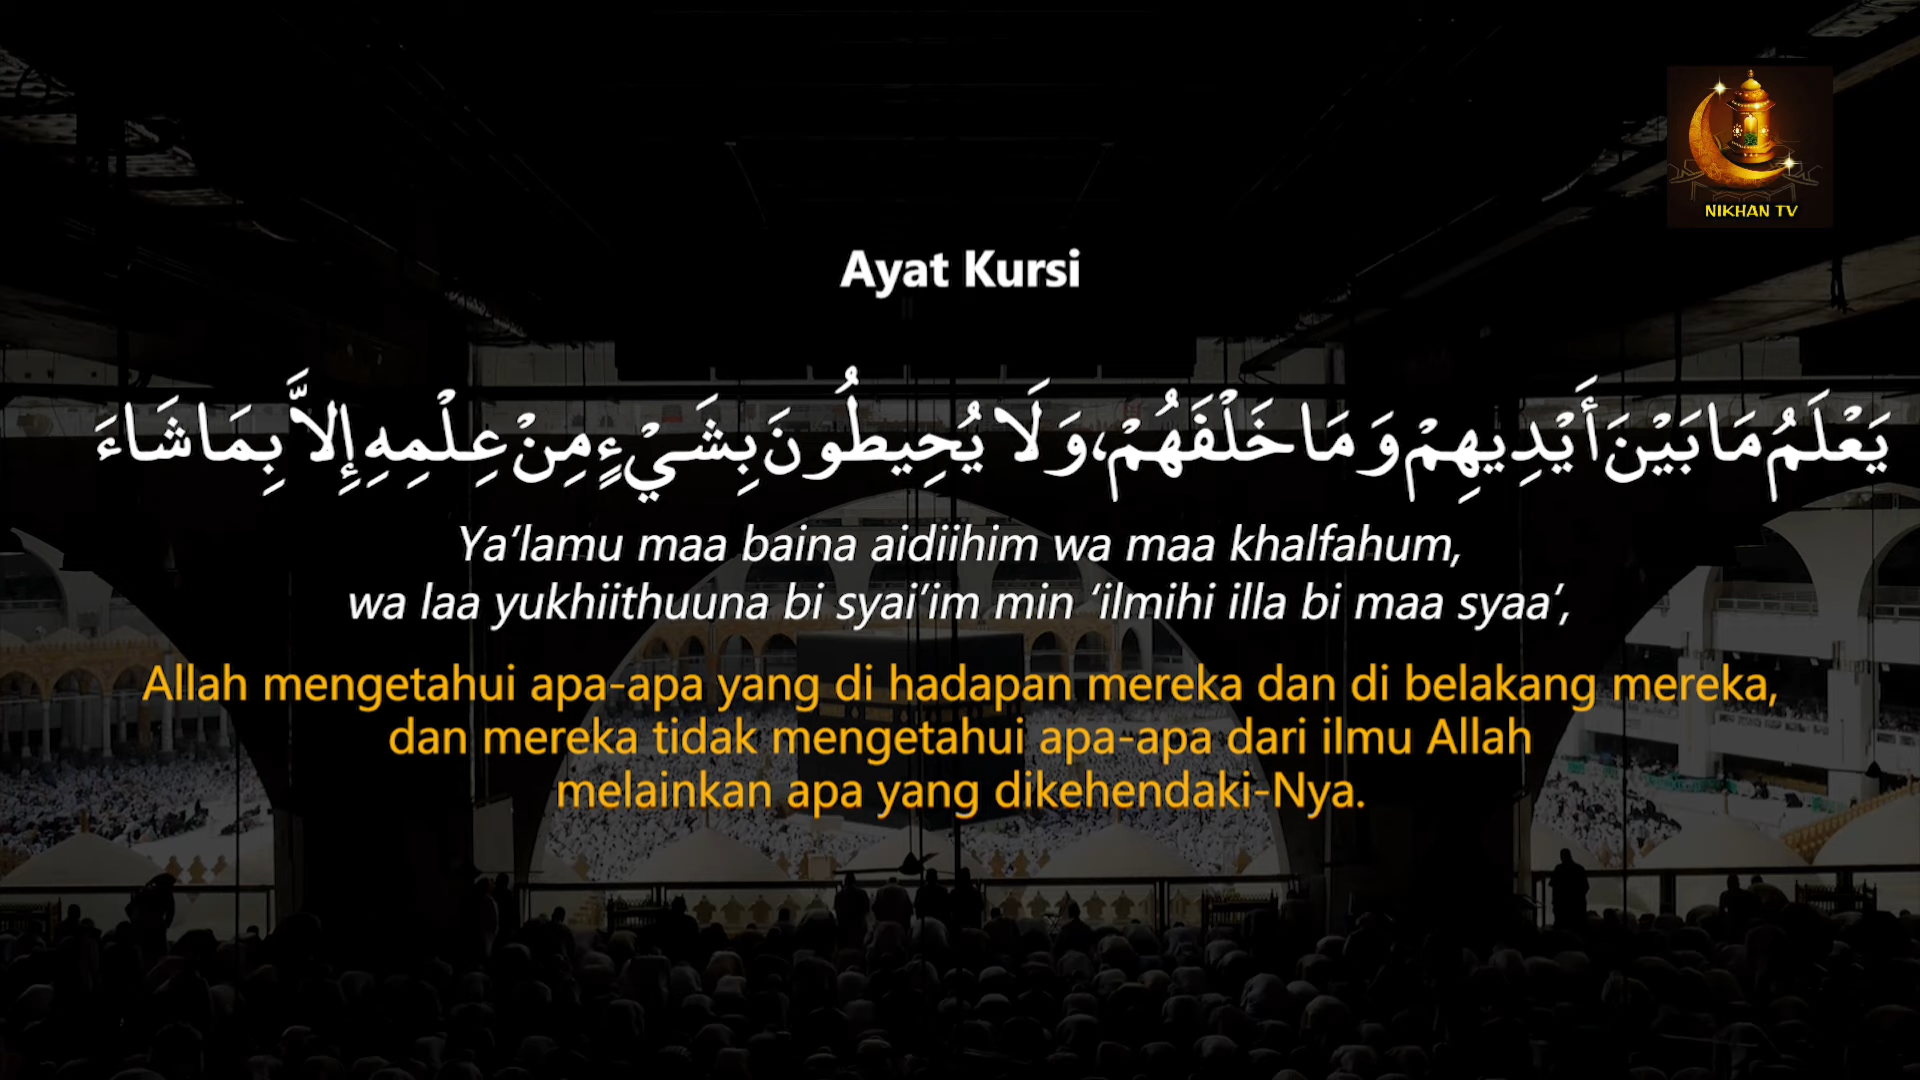 NIKHAN TV
Ayat Kursi
يَعْلَمُ مَا بَيْنَ أَيْدِيهِمْ وَمَا خَلْفَهُمْ، وَلَا يُحِيطُونَ بِشَيْءٍ مِنْ عِلْمِهِ إِلاَّ بِمَا شَاءَ
Ya’lamu maa baina aidiihim wa maa khalfahum,
wa laa yukhiithuuna bi syai’im min ‘ilmihi illa bi maa syaa’,
Allah mengetahui apa-apa yang di hadapan mereka dan di belakang mereka,
dan mereka tidak mengetahui apa-apa dari ilmu Allah
melainkan apa yang dikehendaki-Nya.